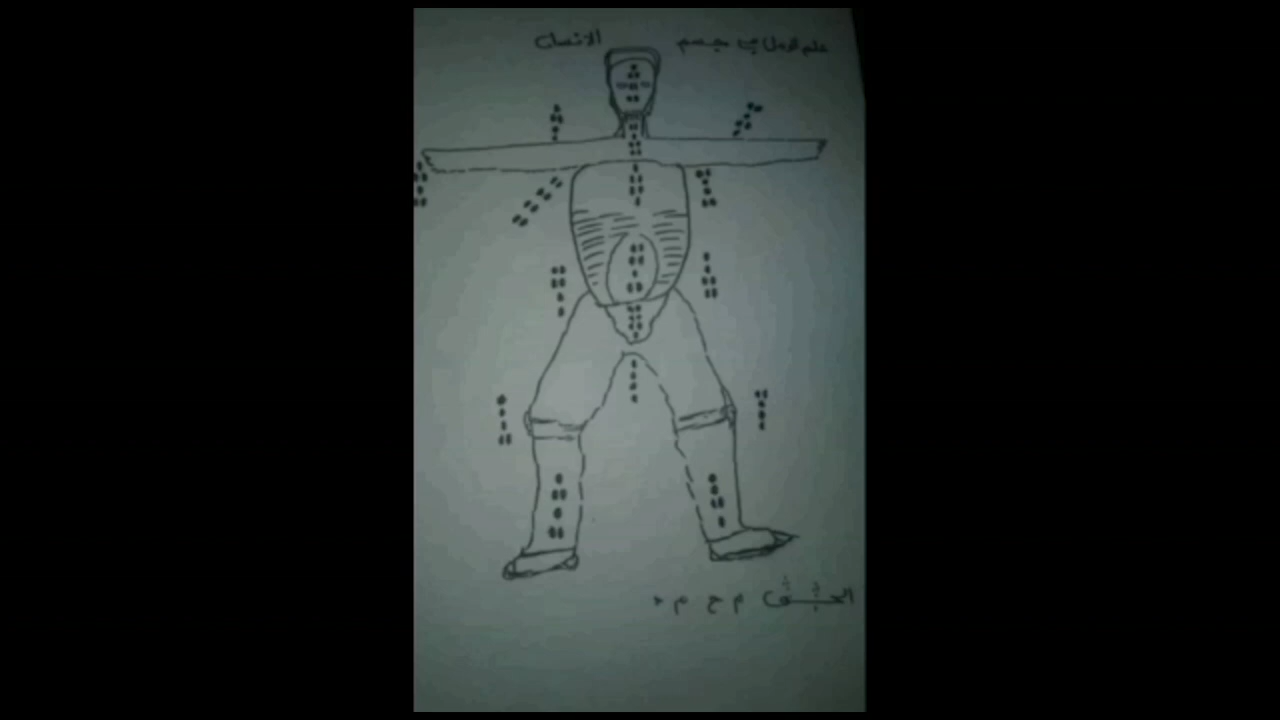 علم الرمل في جسم الانسان
م ح م د